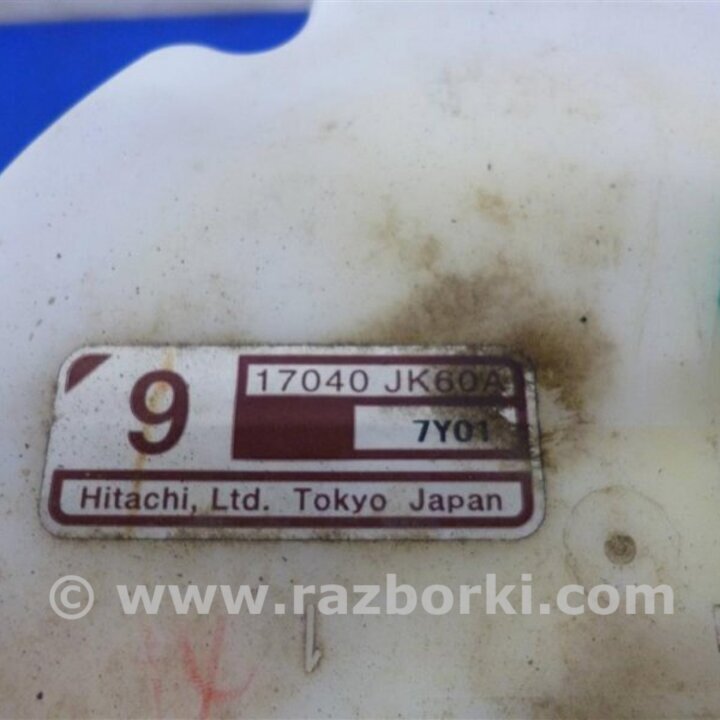 9
17040 JK60A
7Y01
Hitachi, Ltd. Tokyo Japan
© www.razborki.com